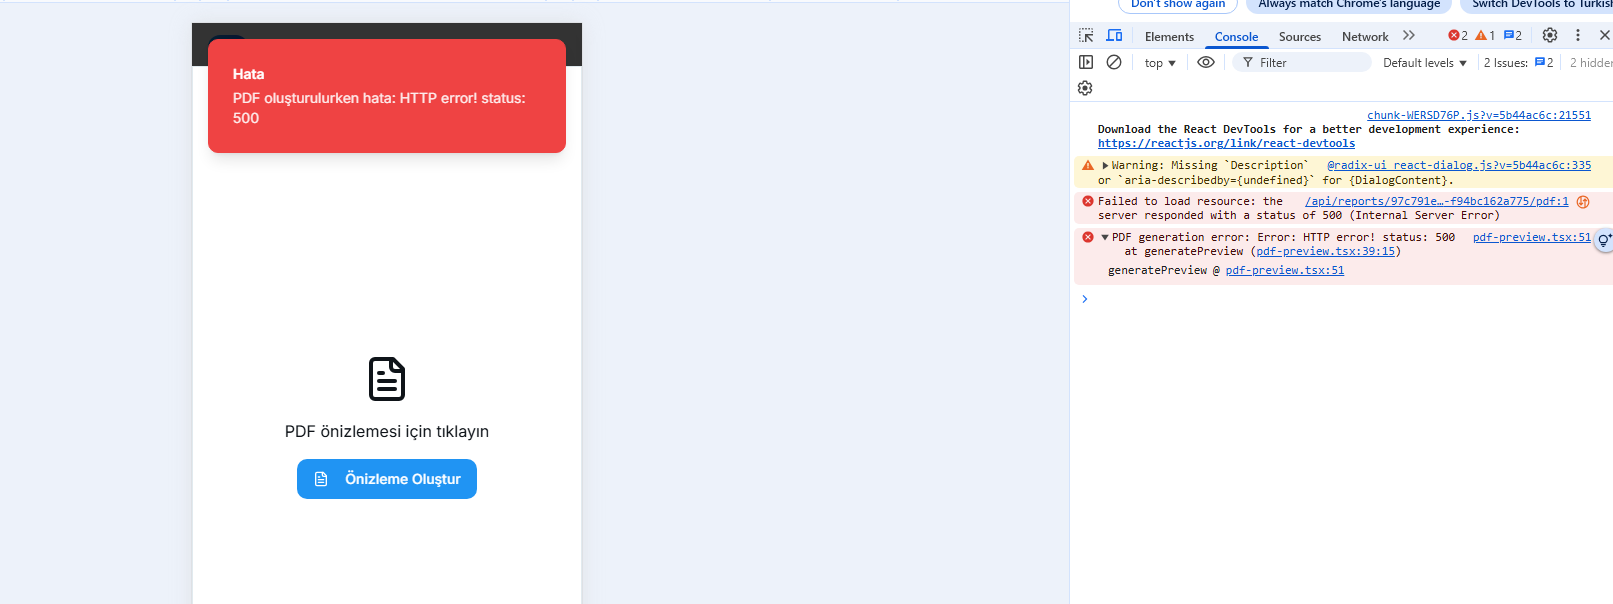 Don't show again
Always match Chrome's language
Switch DevTools to Turkish
Elements
Console
Sources
Network
2
1
2
top
Filter
Default levels
2 Issues:
2
2 hidden
Hata
PDF oluşturulurken hata: HTTP error! status:
500
PDF önizlemesi için tıklayın
Önizleme Oluştur
chunk-WERSD76P.js?v=5b44ac6c:21551
Download the React DevTools for a better development experience:
https://reactjs.org/link/react-devtools
Warning: Missing `Description` @radix-ui_react-dialog.js?v=5b44ac6c:335
or `aria-describedby={undefined}` for {DialogContent}.
Failed to load resource: the /api/reports/97c791e…-f94bc162a775/pdf:1
server responded with a status of 500 (Internal Server Error)
PDF generation error: Error: HTTP error! status: 500 pdf-preview.tsx:51
at generatePreview (pdf-preview.tsx:39:15)
generatePreview @ pdf-preview.tsx:51